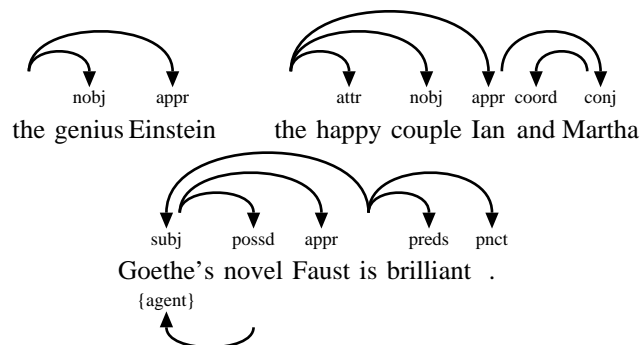 nobj appr
the genius Einstein
attr nobj appr coord conj
the happy couple Ian and Martha
subj possd appr preds pnct
Goethe's novel Faust is brilliant .
{agent}